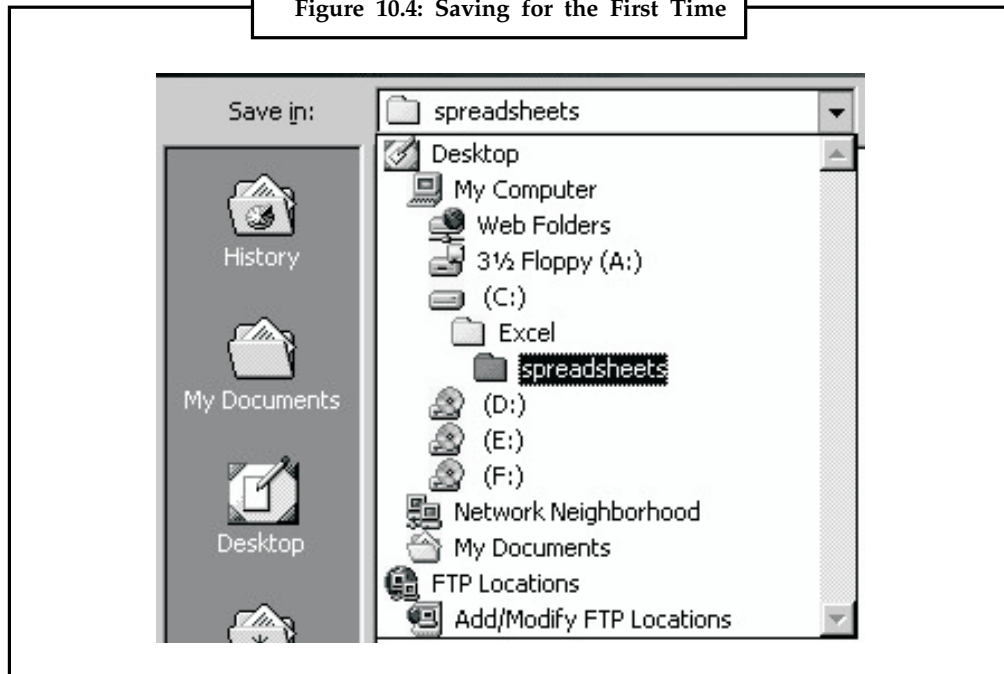 Figure 10.4: Saving for the First Time
Save in:
spreadsheets
Desktop
My Computer
Web Folders
3½ Floppy (A:)
(C:)
Excel
spreadsheets
(D:)
(E:)
(F:)
Network Neighborhood
My Documents
FTP Locations
Add/Modify FTP Locations
History
My Documents
Desktop